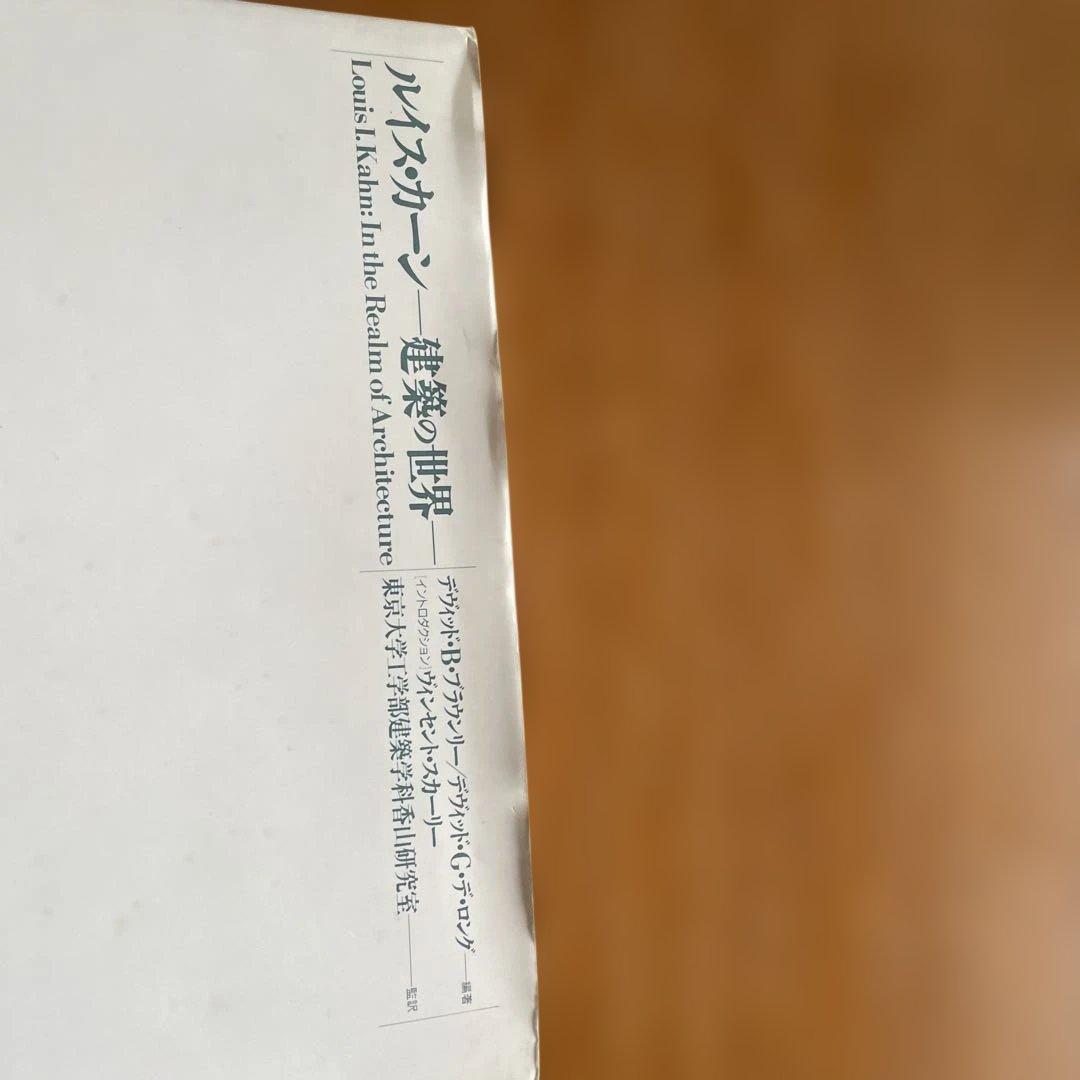 ルイス・カーン――建築の世界――
Louis I. Kahn: In the Realm of Architecture
デヴィッド・B・ブラウンリー/デヴィッド・G・デ・ロング――編著
[イントロダクション]ヴィンセント・スカーリー
東京大学工学部建築学科香山研究室――監訳